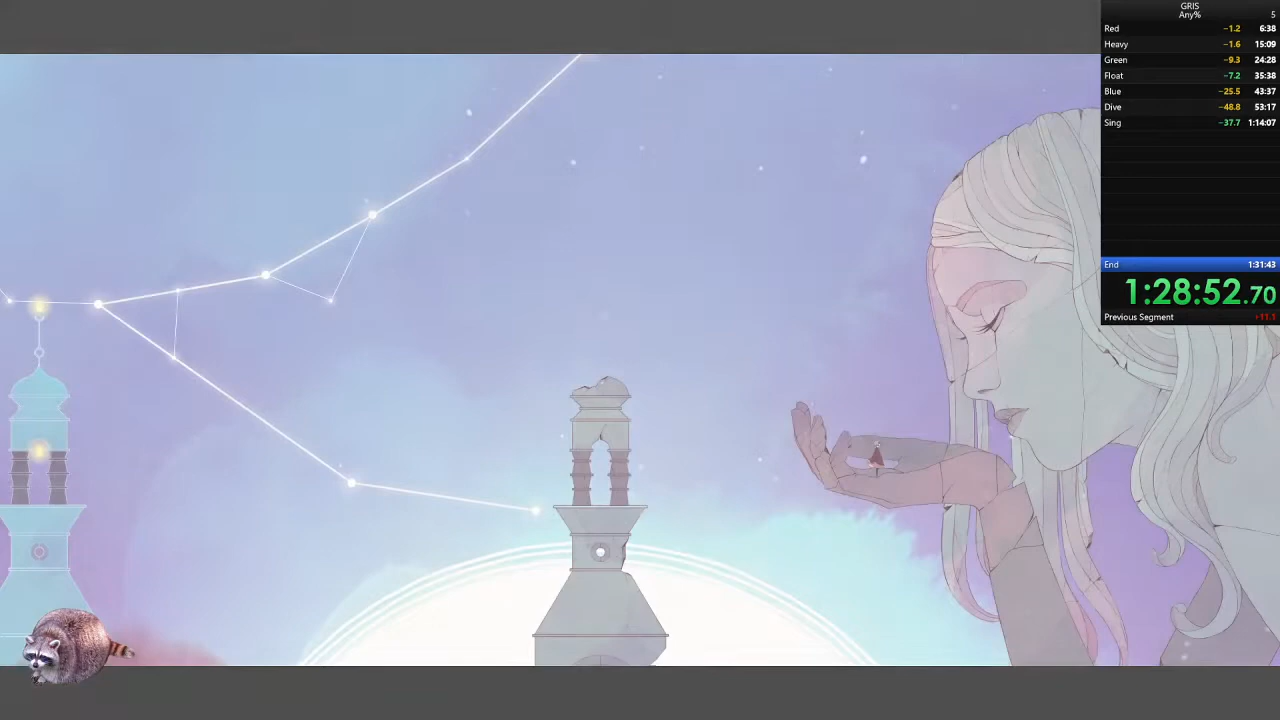 GRIS
Any% 5
Red −1.2 6:38
Heavy −1.6 15:09
Green −9.3 24:28
Float −7.2 35:38
Blue −25.5 43:37
Dive −48.8 53:17
Sing −37.7 1:14:07
End 1:31:43
1:28:52.70
Previous Segment +11.1